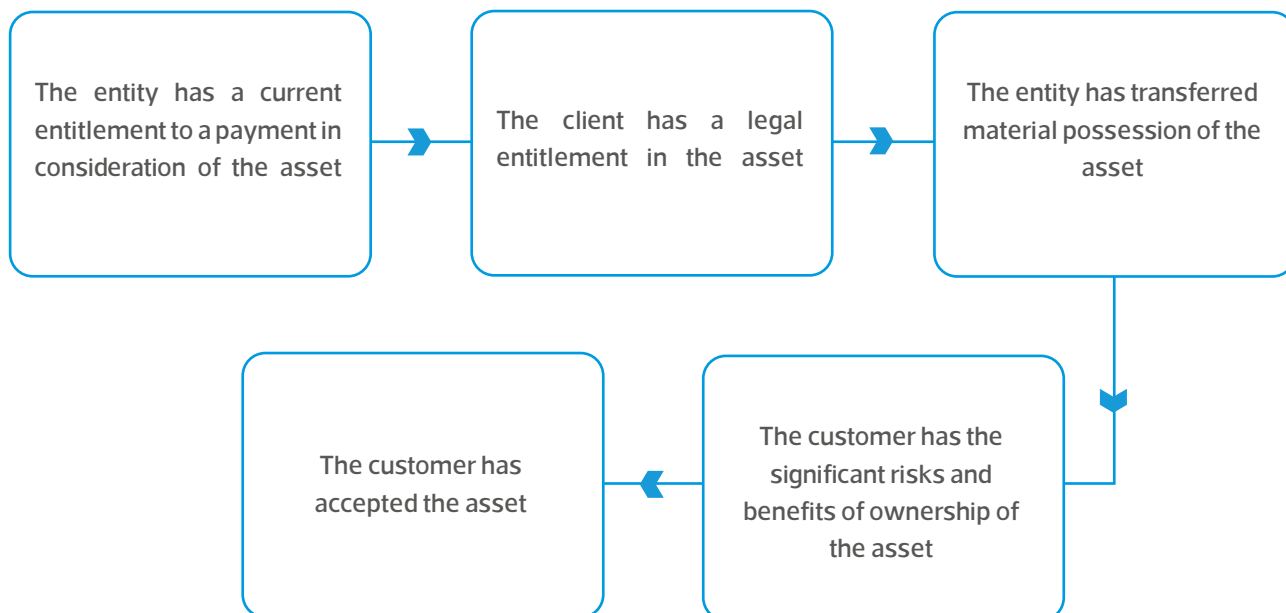 The entity has a current
entitlement to a payment in
consideration of the asset
The client has a legal
entitlement in the asset
The entity has transferred
material possession of the
asset
The customer has the
significant risks and
benefits of ownership of
the asset
The customer has
accepted the asset